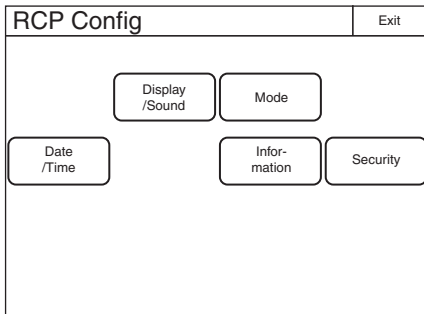 RCP Config
Exit
Display
/Sound
Mode
Date
/Time
Infor-
mation
Security